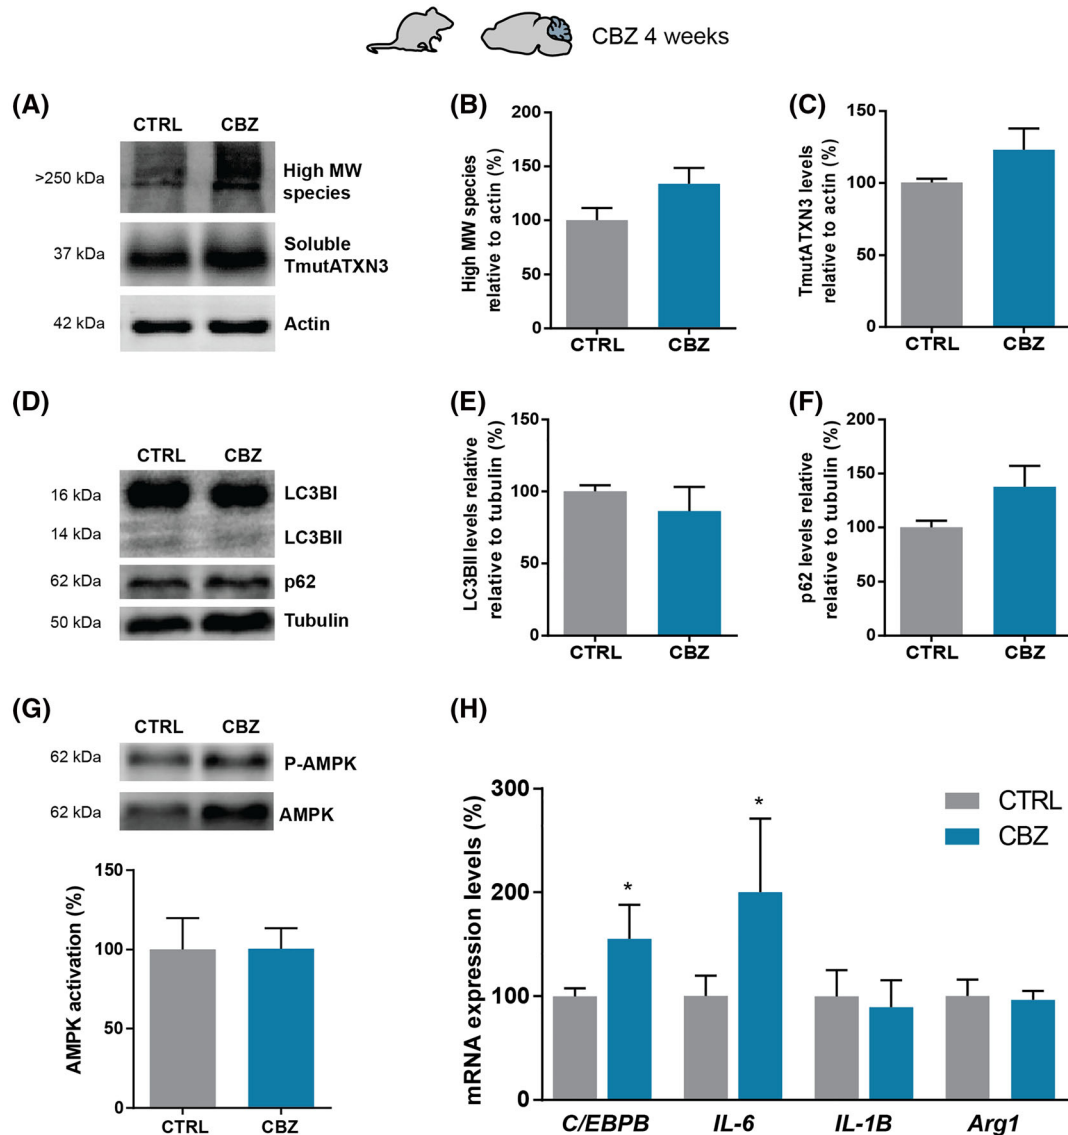 CBZ 4 weeks
(A)
CTRL CBZ
>250 kDa
High MW
species
37 kDa
Soluble
TmutATXN3
42 kDa
Actin
(B)
High MW species
relative to actin (%)
200
150
100
50
0
CTRL CBZ
(C)
TmutATXN3 levels
relative to actin (%)
150
100
50
0
CTRL CBZ
(D)
CTRL CBZ
16 kDa LC3BI
14 kDa LC3BII
62 kDa p62
50 kDa Tubulin
(E)
LC3BII levels relative
relative to tubulin (%)
150
100
50
0
CTRL CBZ
(F)
p62 levels relative
relative to tubulin (%)
200
150
100
50
0
CTRL CBZ
(G)
CTRL CBZ
62 kDa P-AMPK
62 kDa AMPK
AMPK activation (%)
150
100
50
0
CTRL CBZ
(H)
mRNA expression levels (%)
300
200
100
0
* *
CTRL
CBZ
C/EBPB IL-6 IL-1B Arg1